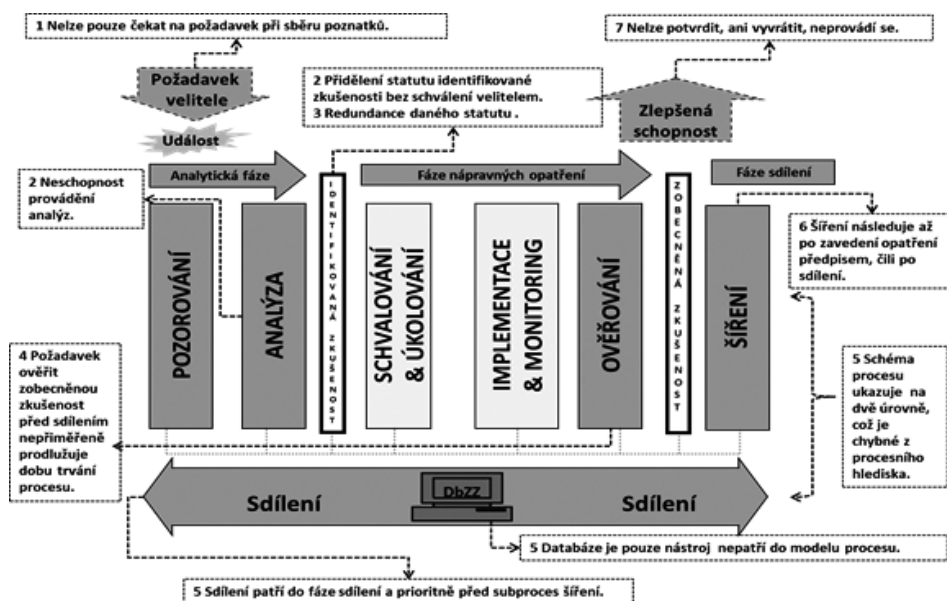 1 Nelze pouze čekat na požadavek při sběru poznatků.
7 Nelze potvrdit, ani vyvrátit, neprovádí se.
Požadavek
velitele
Událost
2 Přidělení statutu identifikované
zkušenosti bez schválení velitelem.
3 Redundance daného statutu .
Zlepšená
schopnost
Analytická fáze
Fáze nápravných opatření
Fáze sdílení
2 Neschopnost
provádění
analýz.
POZOROVÁNÍ
ANALÝZA
IDENTIFIKOVANÁ ZKUŠENOST
SCHVALOVÁNÍ
& ÚKOLOVÁNÍ
IMPLEMENTACE
& MONITORING
OVĚŘOVÁNÍ
ZOBECNĚNÁ ZKUŠENOST
ŠÍŘENÍ
6 Šíření následuje až
po zavedení opatření
předpisem, čili po
sdílení.
4 Požadavek
ověřit
zobecněnou
zkušenost
před sdílením
nepřiměřeně
prodlužuje
dobu trvání
procesu.
5 Schéma
procesu
ukazuje na
dvě úrovně,
což je
chybné z
procesního
hlediska.
Sdílení
DbZZ
Sdílení
5 Databáze je pouze nástroj nepatří do modelu procesu.
5 Sdílení patří do fáze sdílení a prioritně před subproces šíření.